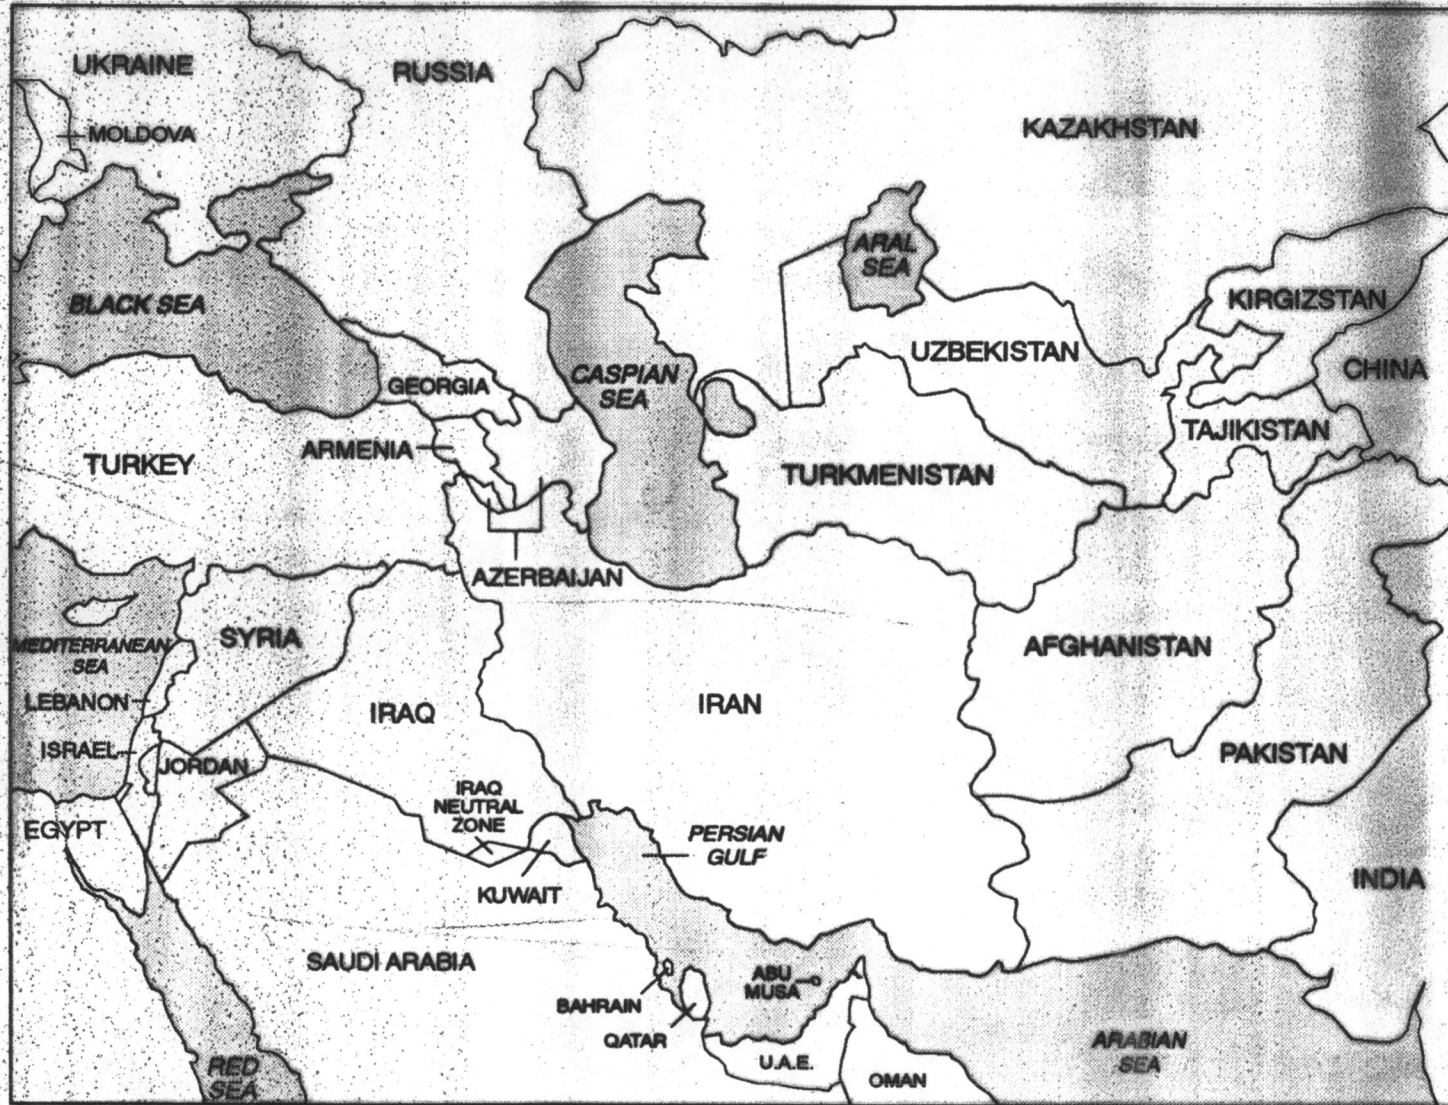 UKRAINE
RUSSIA
MOLDOVA
KAZAKHSTAN
BLACK SEA
ARAL
SEA
KIRGIZSTAN
UZBEKISTAN
CHINA
GEORGIA
CASPIAN
SEA
ARMENIA
TAJIKISTAN
TURKEY
TURKMENISTAN
AZERBAIJAN
SYRIA
MEDITERRANEAN
SEA
AFGHANISTAN
LEBANON
IRAQ
IRAN
ISRAEL
JORDAN
PAKISTAN
IRAQ
NEUTRAL
ZONE
EGYPT
PERSIAN
GULF
KUWAIT
INDIA
SAUDI ARABIA
ABU
MUSA
BAHRAIN
QATAR
ARABIAN
SEA
RED
SEA
U.A.E.
OMAN